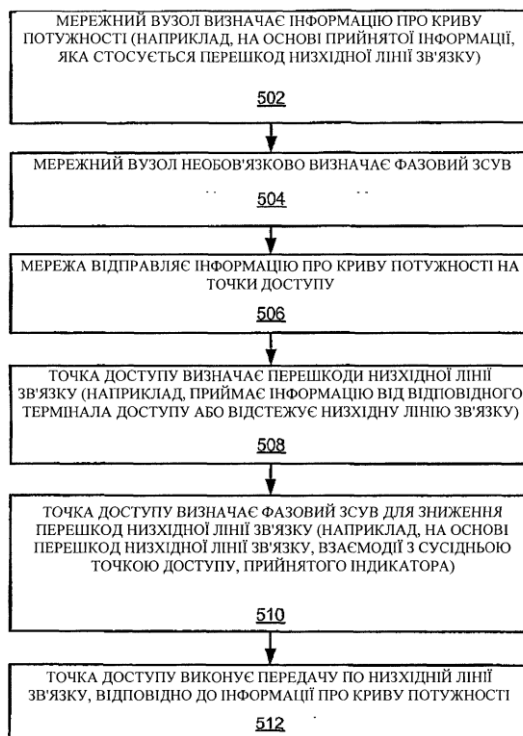 МЕРЕЖНИЙ ВУЗОЛ ВИЗНАЧАЄ ІНФОРМАЦІЮ ПРО КРИВУ
ПОТУЖНОСТІ (НАПРИКЛАД, НА ОСНОВІ ПРИЙНЯТОЇ ІНФОРМАЦІЇ,
ЯКА СТОСУЄТЬСЯ ПЕРЕШКОД НИЗХІДНОЇ ЛІНІЇ ЗВ'ЯЗКУ)
502
МЕРЕЖНИЙ ВУЗОЛ НЕОБОВ'ЯЗКОВО ВИЗНАЧАЄ ФАЗОВИЙ ЗСУВ
504
МЕРЕЖА ВІДПРАВЛЯЄ ІНФОРМАЦІЮ ПРО КРИВУ ПОТУЖНОСТІ НА
ТОЧКИ ДОСТУПУ
506
ТОЧКА ДОСТУПУ ВИЗНАЧАЄ ПЕРЕШКОДИ НИЗХІДНОЇ ЛІНІЇ
ЗВ'ЯЗКУ (НАПРИКЛАД, ПРИЙМАЄ ІНФОРМАЦІЮ ВІД ВІДПОВІДНОГО
ТЕРМІНАЛА ДОСТУПУ АБО ВІДСТЕЖУЄ НИЗХІДНУ ЛІНІЮ ЗВ'ЯЗКУ)
508
ТОЧКА ДОСТУПУ ВИЗНАЧАЄ ФАЗОВИЙ ЗСУВ ДЛЯ ЗНИЖЕННЯ
ПЕРЕШКОД НИЗХІДНОЇ ЛІНІЇ ЗВ'ЯЗКУ (НАПРИКЛАД, НА ОСНОВІ
ПЕРЕШКОД НИЗХІДНОЇ ЛІНІЇ ЗВ'ЯЗКУ, ВЗАЄМОДІЇ З СУСІДНЬОЮ
ТОЧКОЮ ДОСТУПУ, ПРИЙНЯТОГО ІНДИКАТОРА)
510
ТОЧКА ДОСТУПУ ВИКОНУЄ ПЕРЕДАЧУ ПО НИЗХІДНІЙ ЛІНІЇ
ЗВ'ЯЗКУ, ВІДПОВІДНО ДО ІНФОРМАЦІЇ ПРО КРИВУ ПОТУЖНОСТІ
512